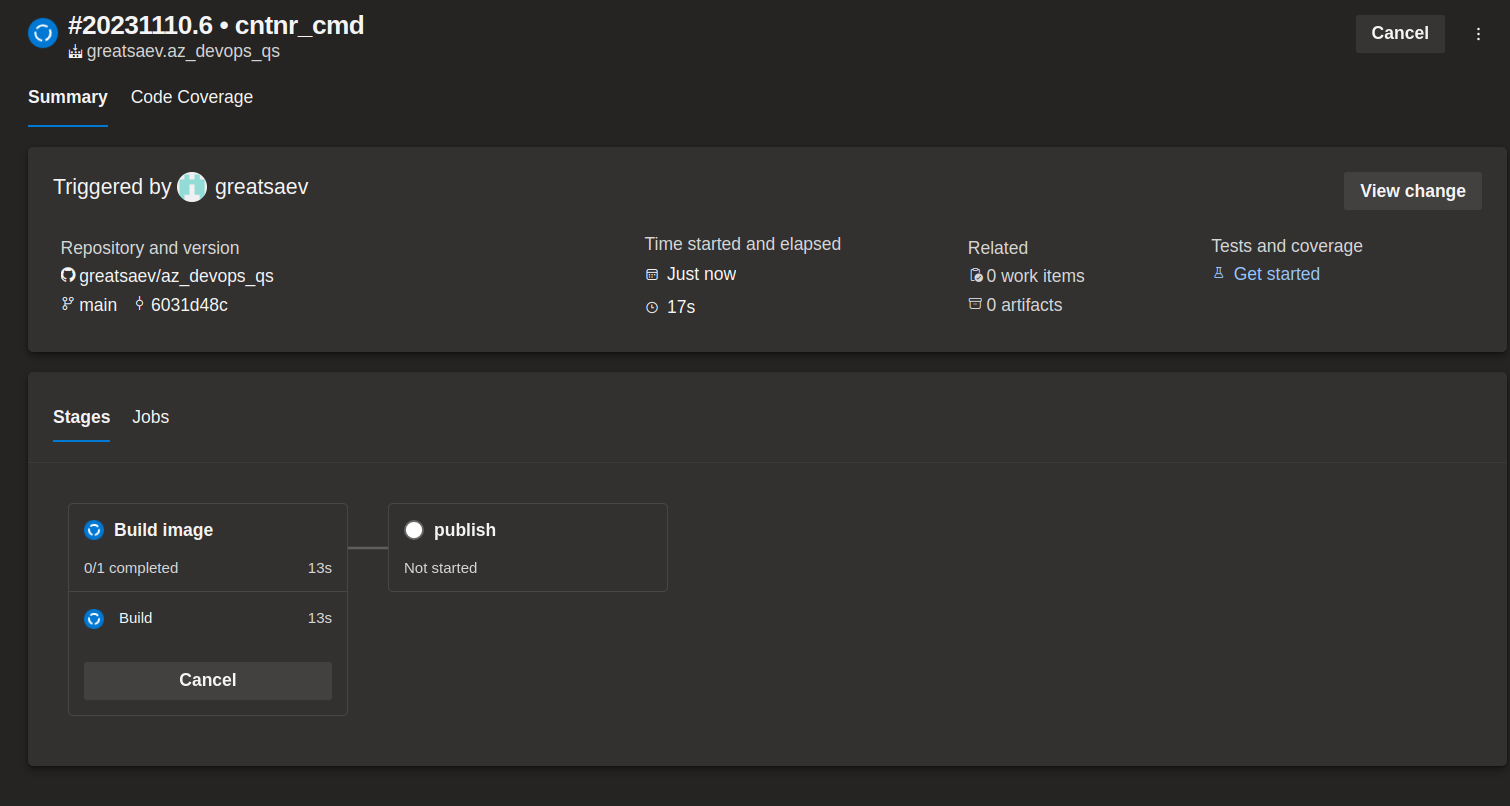 #20231110.6 • cntnr_cmd
greatsaev.az_devops_qs
Cancel
Summary
Code Coverage
Triggered by greatsaev
View change
Repository and version
greatsaev/az_devops_qs
main 6031d48c
Time started and elapsed
Just now
17s
Related
0 work items
0 artifacts
Tests and coverage
Get started
Stages
Jobs
Build image
0/1 completed 13s
Build 13s
Cancel
publish
Not started